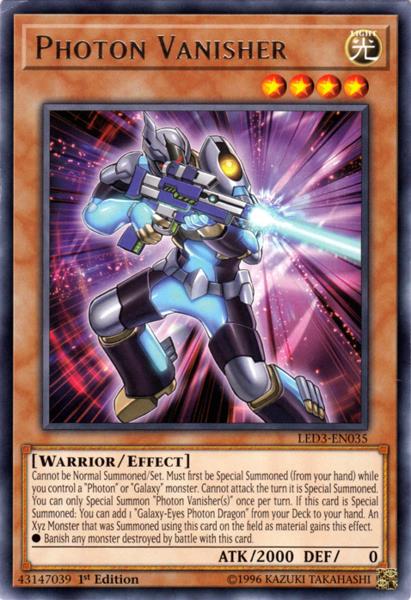 PHOTON VANISHER
LIGHT
光
LED3-EN035
[WARRIOR/EFFECT]
Cannot be Normal Summoned/Set. Must first be Special Summoned (from your hand) while
you control a "Photon" or "Galaxy" monster. Cannot attack the turn it is Special Summoned.
You can only Special Summon "Photon Vanisher(s)" once per turn. If this card is Special
Summoned: You can add 1 "Galaxy-Eyes Photon Dragon" from your Deck to your hand. An
Xyz Monster that was Summoned using this card on the field as material gains this effect.
● Banish any monster destroyed by battle with this card.
ATK/2000 DEF/ 0
43147039 1st Edition ©1996 KAZUKI TAKAHASHI